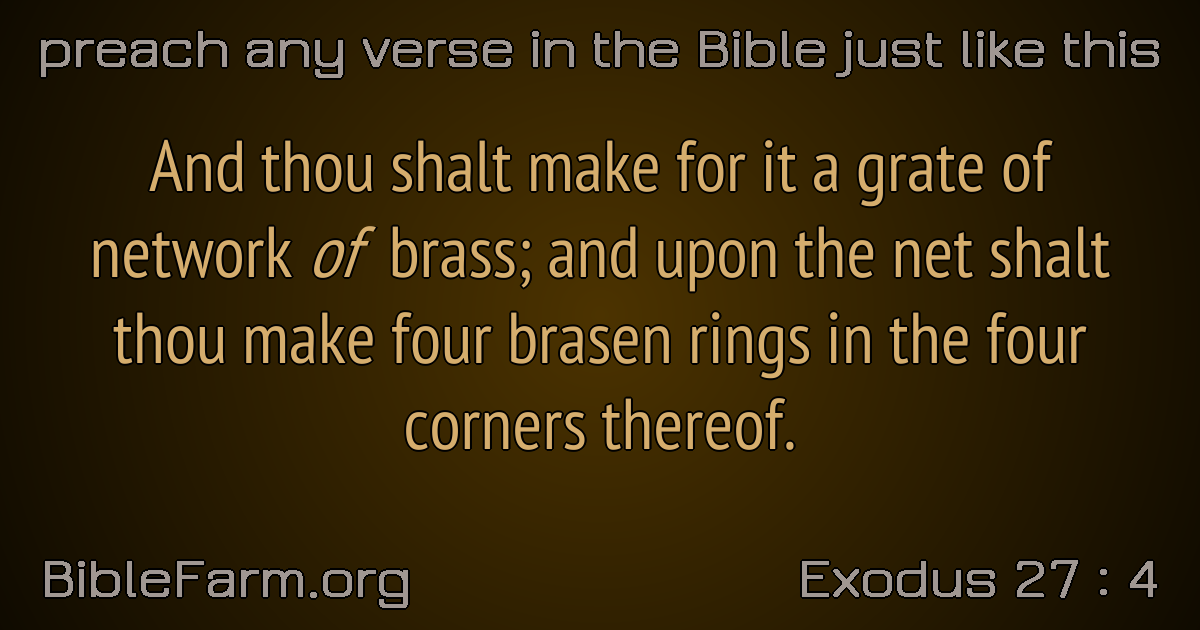 preach any verse in the Bible just like this
And thou shalt make for it a grate of
network of brass; and upon the net shalt
thou make four brasen rings in the four
corners thereof.
BibleFarm.org
Exodus 27 : 4